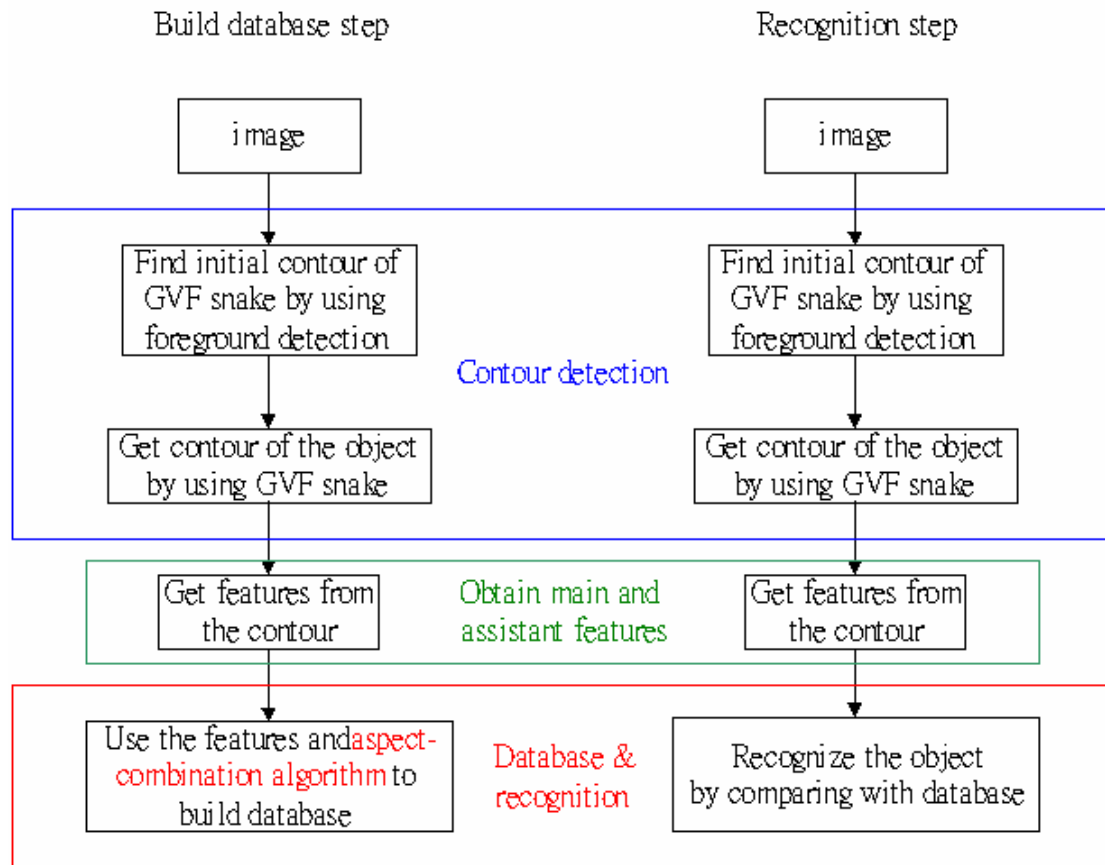 Build database step
Recognition step
image
image
Find initial contour of
GVF snake by using
foreground detection
Find initial contour of
GVF snake by using
foreground detection
Contour detection
Get contour of the object
by using GVF snake
Get contour of the object
by using GVF snake
Get features from
the contour
Obtain main and
assistant features
Get features from
the contour
Use the features andaspect-
combination algorithm to
build database
Database &
recognition
Recognize the object
by comparing with database